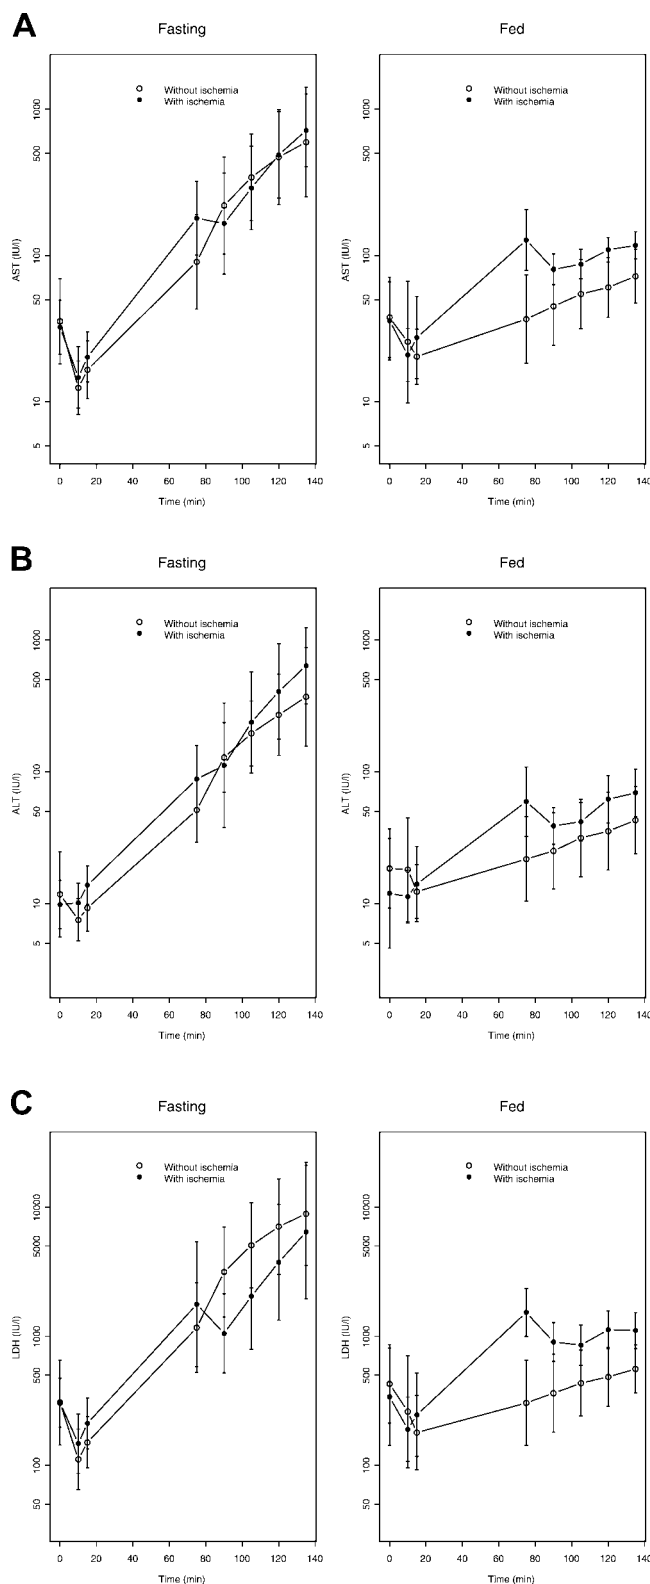 A
Fasting
Fed
Without ischemia
With ischemia
Without ischemia
With ischemia
AST (IU/l)
1000
500
100
50
10
5
AST (IU/l)
1000
500
100
50
10
5
0 20 40 60 80 100 120 140
0 20 40 60 80 100 120 140
Time (min)
Time (min)
B
Fasting
Fed
Without ischemia
With ischemia
Without ischemia
With ischemia
ALT (IU/l)
1000
500
100
50
10
5
ALT (IU/l)
1000
500
100
50
10
5
0 20 40 60 80 100 120 140
0 20 40 60 80 100 120 140
Time (min)
Time (min)
C
Fasting
Fed
Without ischemia
With ischemia
Without ischemia
With ischemia
LDH (IU/l)
10000
5000
1000
500
100
50
LDH (IU/l)
10000
5000
1000
500
100
50
0 20 40 60 80 100 120 140
0 20 40 60 80 100 120 140
Time (min)
Time (min)